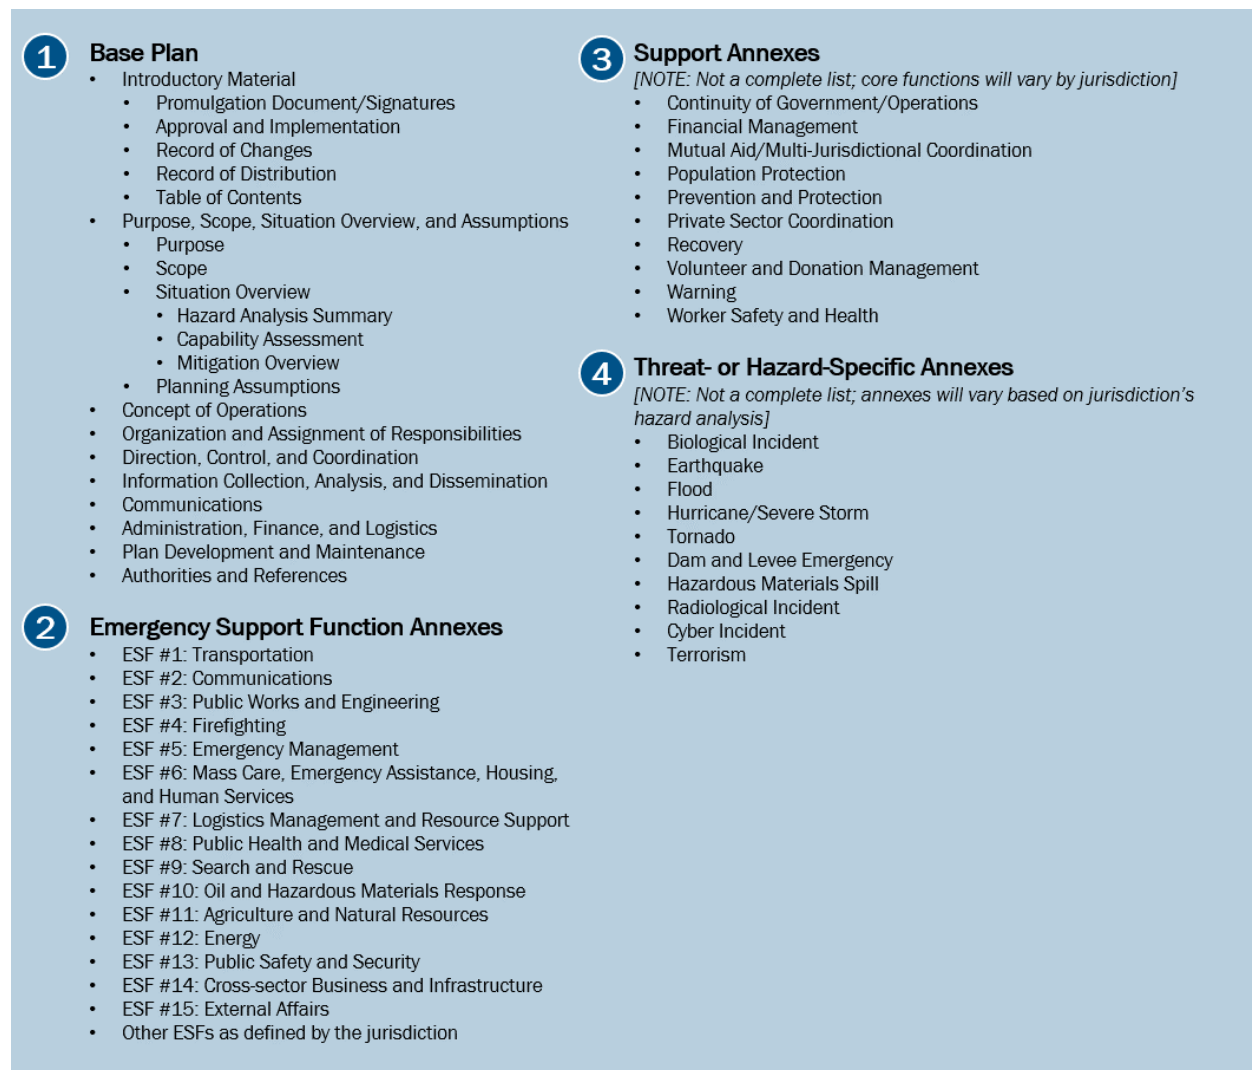 1 Base Plan
• Introductory Material
• Promulgation Document/Signatures
• Approval and Implementation
• Record of Changes
• Record of Distribution
• Table of Contents
• Purpose, Scope, Situation Overview, and Assumptions
• Purpose
• Scope
• Situation Overview
• Hazard Analysis Summary
• Capability Assessment
• Mitigation Overview
• Planning Assumptions
• Concept of Operations
• Organization and Assignment of Responsibilities
• Direction, Control, and Coordination
• Information Collection, Analysis, and Dissemination
• Communications
• Administration, Finance, and Logistics
• Plan Development and Maintenance
• Authorities and References
2 Emergency Support Function Annexes
• ESF #1: Transportation
• ESF #2: Communications
• ESF #3: Public Works and Engineering
• ESF #4: Firefighting
• ESF #5: Emergency Management
• ESF #6: Mass Care, Emergency Assistance, Housing,
and Human Services
• ESF #7: Logistics Management and Resource Support
• ESF #8: Public Health and Medical Services
• ESF #9: Search and Rescue
• ESF #10: Oil and Hazardous Materials Response
• ESF #11: Agriculture and Natural Resources
• ESF #12: Energy
• ESF #13: Public Safety and Security
• ESF #14: Cross-sector Business and Infrastructure
• ESF #15: External Affairs
• Other ESFs as defined by the jurisdiction
3 Support Annexes
[NOTE: Not a complete list; core functions will vary by jurisdiction]
• Continuity of Government/Operations
• Financial Management
• Mutual Aid/Multi-Jurisdictional Coordination
• Population Protection
• Prevention and Protection
• Private Sector Coordination
• Recovery
• Volunteer and Donation Management
• Warning
• Worker Safety and Health
4 Threat- or Hazard-Specific Annexes
[NOTE: Not a complete list; annexes will vary based on jurisdiction's
hazard analysis]
• Biological Incident
• Earthquake
• Flood
• Hurricane/Severe Storm
• Tornado
• Dam and Levee Emergency
• Hazardous Materials Spill
• Radiological Incident
• Cyber Incident
• Terrorism